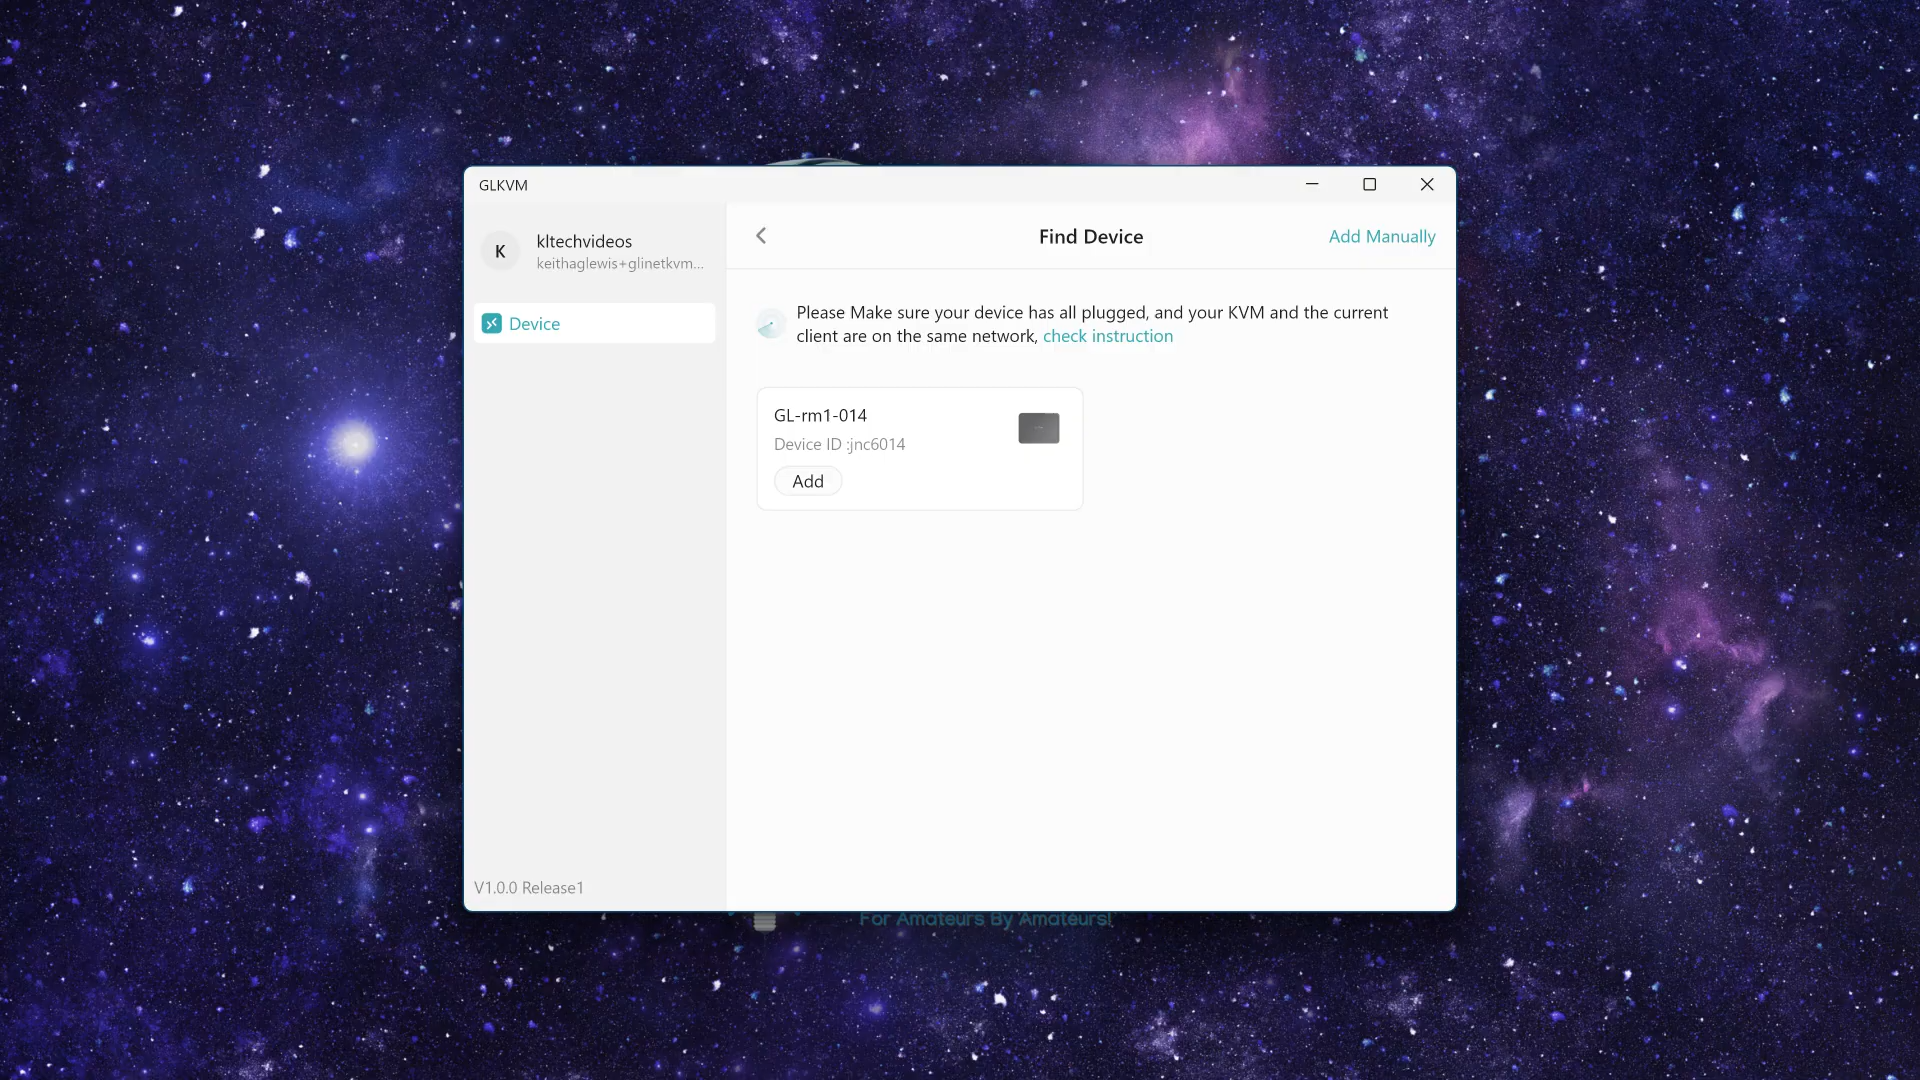 GLKVM
K
kltechvideos
keithaglewis+glinetkvm...
Device
V1.0.0 Release1
Find Device
Add Manually
Please Make sure your device has all plugged, and your KVM and the current
client are on the same network, check instruction
GL-rm1-014
Device ID :jnc6014
Add
For Amateurs By Amateurs!